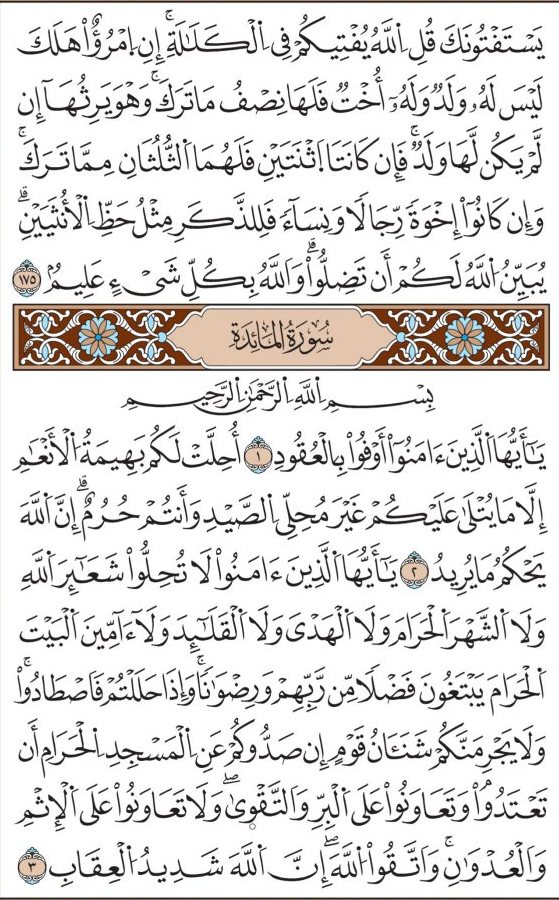 يَسْتَفْتُونَكَ قُلِ ٱللَّهُ يُفْتِيكُمْ فِى ٱلْكَلَٰلَةِۚ إِنِ ٱمْرُؤٌا۟ هَلَكَ
لَيْسَ لَهُۥ وَلَدٌ وَلَهُۥٓ أُخْتٌ فَلَهَا نِصْفُ مَا تَرَكَۚ وَهْوَ يَرِثُهَآ إِن
لَّمْ يَكُن لَّهَا وَلَدٌۚ فَإِن كَانَتَا ٱثْنَتَيْنِ فَلَهُمَا ٱلثُّلُثَانِ مِمَّا تَرَكَۚ
وَإِن كَانُوٓا۟ إِخْوَةً رِّجَالًا وَنِسَآءً فَلِلذَّكَرِ مِثْلُ حَظِّ ٱلْأُنثَيَيْنِۗ
يُبَيِّنُ ٱللَّهُ لَكُمْ أَن تَضِلُّوا۟ۗ وَٱللَّهُ بِكُلِّ شَىْءٍ عَلِيمٌۢ ١٧٥
سُورَةُ المَائِدَة
بِسْمِ ٱللَّهِ ٱلرَّحْمَٰنِ ٱلرَّحِيمِ
يَٰٓأَيُّهَا ٱلَّذِينَ ءَامَنُوٓا۟ أَوْفُوا۟ بِٱلْعُقُودِ ١ أُحِلَّتْ لَكُم بَهِيمَةُ ٱلْأَنْعَٰمِ
إِلَّا مَا يُتْلَىٰ عَلَيْكُمْ غَيْرَ مُحِلِّى ٱلصَّيْدِ وَأَنتُمْ حُرُمٌۗ إِنَّ ٱللَّهَ
يَحْكُمُ مَا يُرِيدُ ٢ يَٰٓأَيُّهَا ٱلَّذِينَ ءَامَنُوا۟ لَا تُحِلُّوا۟ شَعَٰٓئِرَ ٱللَّهِ
وَلَا ٱلشَّهْرَ ٱلْحَرَامَ وَلَا ٱلْهَدْىَ وَلَا ٱلْقَلَٰٓئِدَ وَلَآ ءَآمِّينَ ٱلْبَيْتَ
ٱلْحَرَامَ يَبْتَغُونَ فَضْلًا مِّن رَّبِّهِمْ وَرِضْوَٰنًاۚ وَإِذَا حَلَلْتُمْ فَٱصْطَادُوا۟ۚ
وَلَا يَجْرِمَنَّكُمْ شَنَـَٔانُ قَوْمٍ إِن صَدُّوكُمْ عَنِ ٱلْمَسْجِدِ ٱلْحَرَامِ أَن
تَعْتَدُوا۟ۘ وَتَعَاوَنُوا۟ عَلَى ٱلْبِرِّ وَٱلتَّقْوَىٰۖ وَلَا تَعَاوَنُوا۟ عَلَى ٱلْإِثْمِ
وَٱلْعُدْوَٰنِۚ وَٱتَّقُوا۟ ٱللَّهَۖ إِنَّ ٱللَّهَ شَدِيدُ ٱلْعِقَابِ ٣